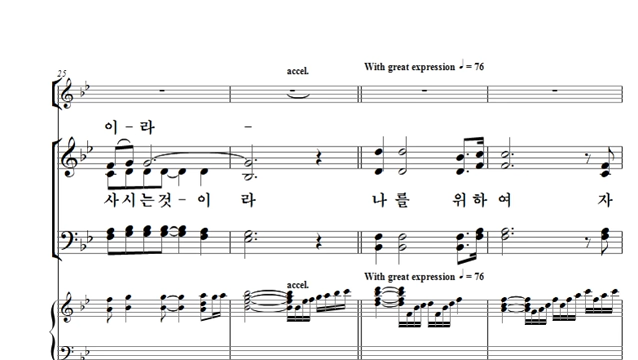 25
accel.
With great expression ♩ = 76
이 - 라 -
사시는것 - 이 라 나 를 위하 여 자
accel.
With great expression ♩ = 76